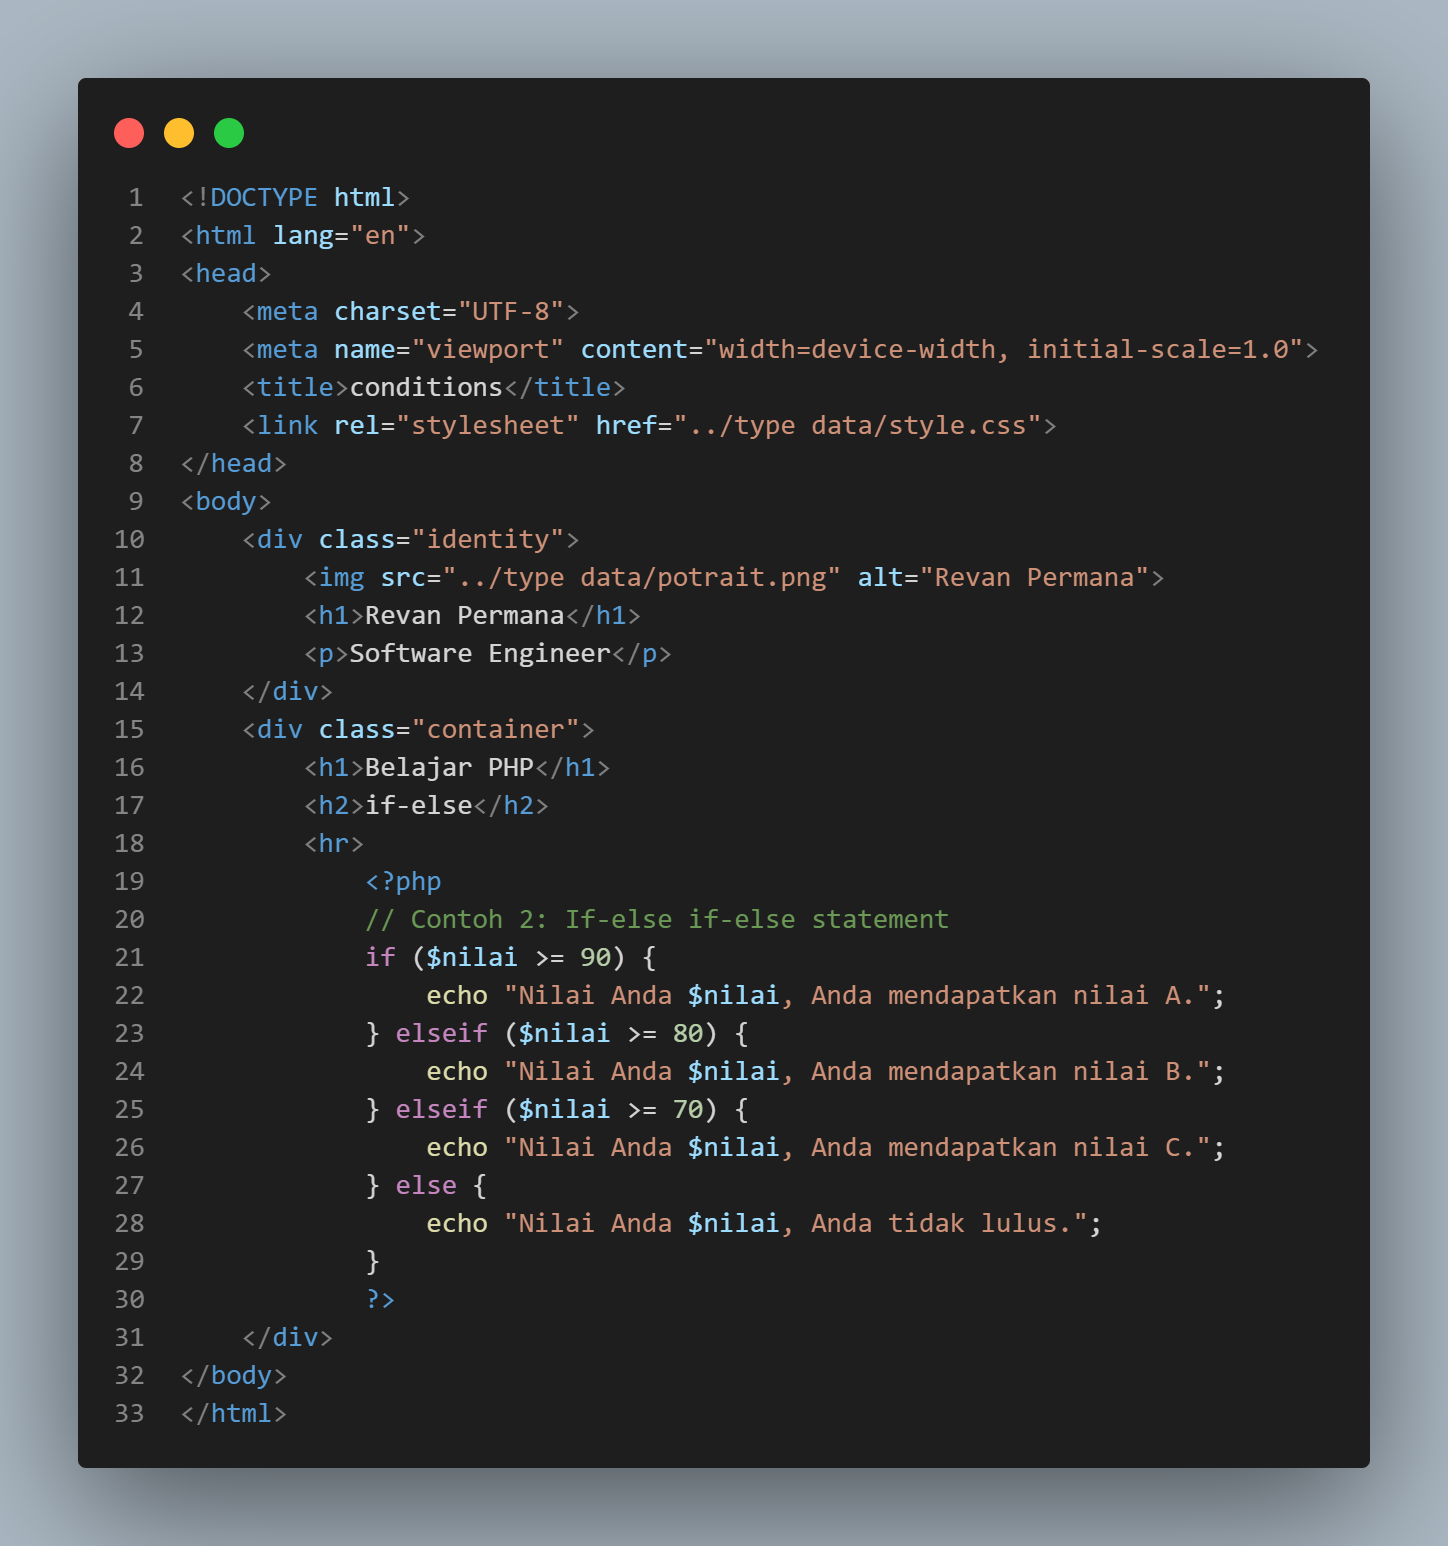 1 <!DOCTYPE html>
2 <html lang="en">
3 <head>
4     <meta charset="UTF-8">
5     <meta name="viewport" content="width=device-width, initial-scale=1.0">
6     <title>conditions</title>
7     <link rel="stylesheet" href="../type data/style.css">
8 </head>
9 <body>
10     <div class="identity">
11         <img src="../type data/potrait.png" alt="Revan Permana">
12         <h1>Revan Permana</h1>
13         <p>Software Engineer</p>
14     </div>
15     <div class="container">
16         <h1>Belajar PHP</h1>
17         <h2>if-else</h2>
18         <hr>
19             <?php
20             // Contoh 2: If-else if-else statement
21             if ($nilai >= 90) {
22                 echo "Nilai Anda $nilai, Anda mendapatkan nilai A.";
23             } elseif ($nilai >= 80) {
24                 echo "Nilai Anda $nilai, Anda mendapatkan nilai B.";
25             } elseif ($nilai >= 70) {
26                 echo "Nilai Anda $nilai, Anda mendapatkan nilai C.";
27             } else {
28                 echo "Nilai Anda $nilai, Anda tidak lulus.";
29             }
30             ?>
31     </div>
32 </body>
33 </html>